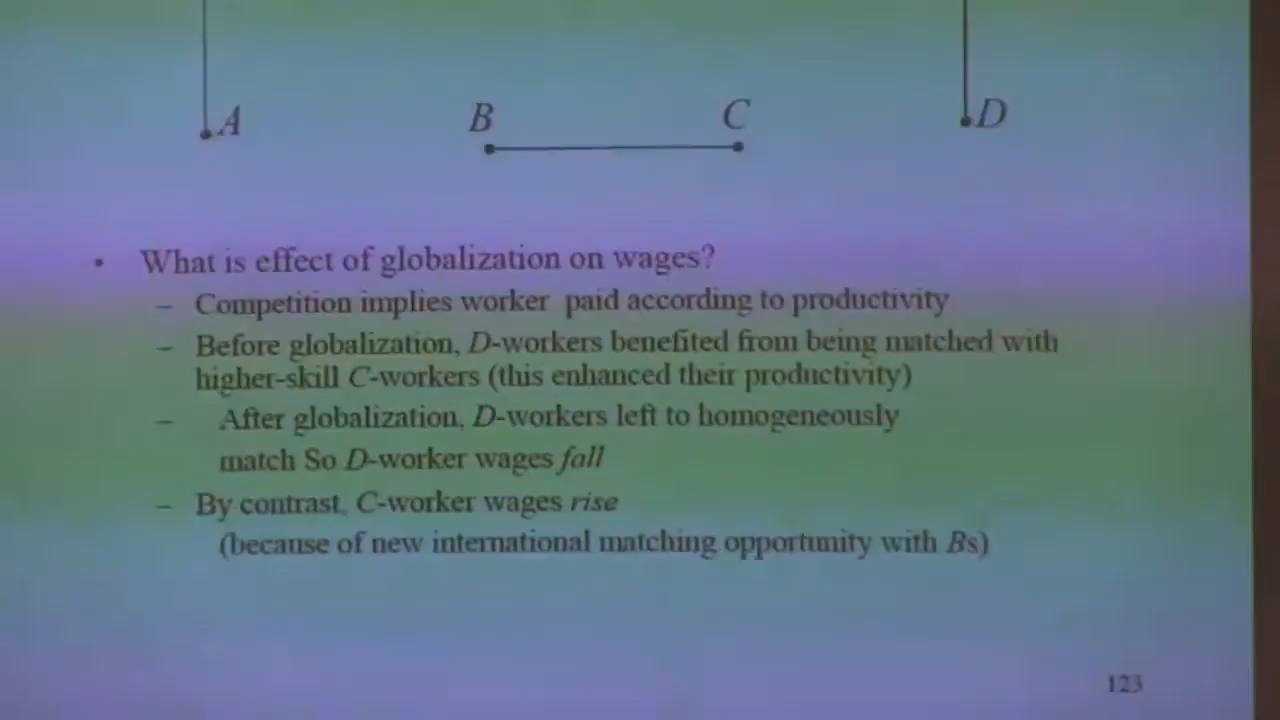 A B C D
• What is effect of globalization on wages?
– Competition implies worker paid according to productivity
– Before globalization, D-workers benefited from being matched with
higher-skill C-workers (this enhanced their productivity)
– After globalization, D-workers left to homogeneously
match So D-worker wages fall
– By contrast, C-worker wages rise
(because of new international matching opportunity with Bs)
123